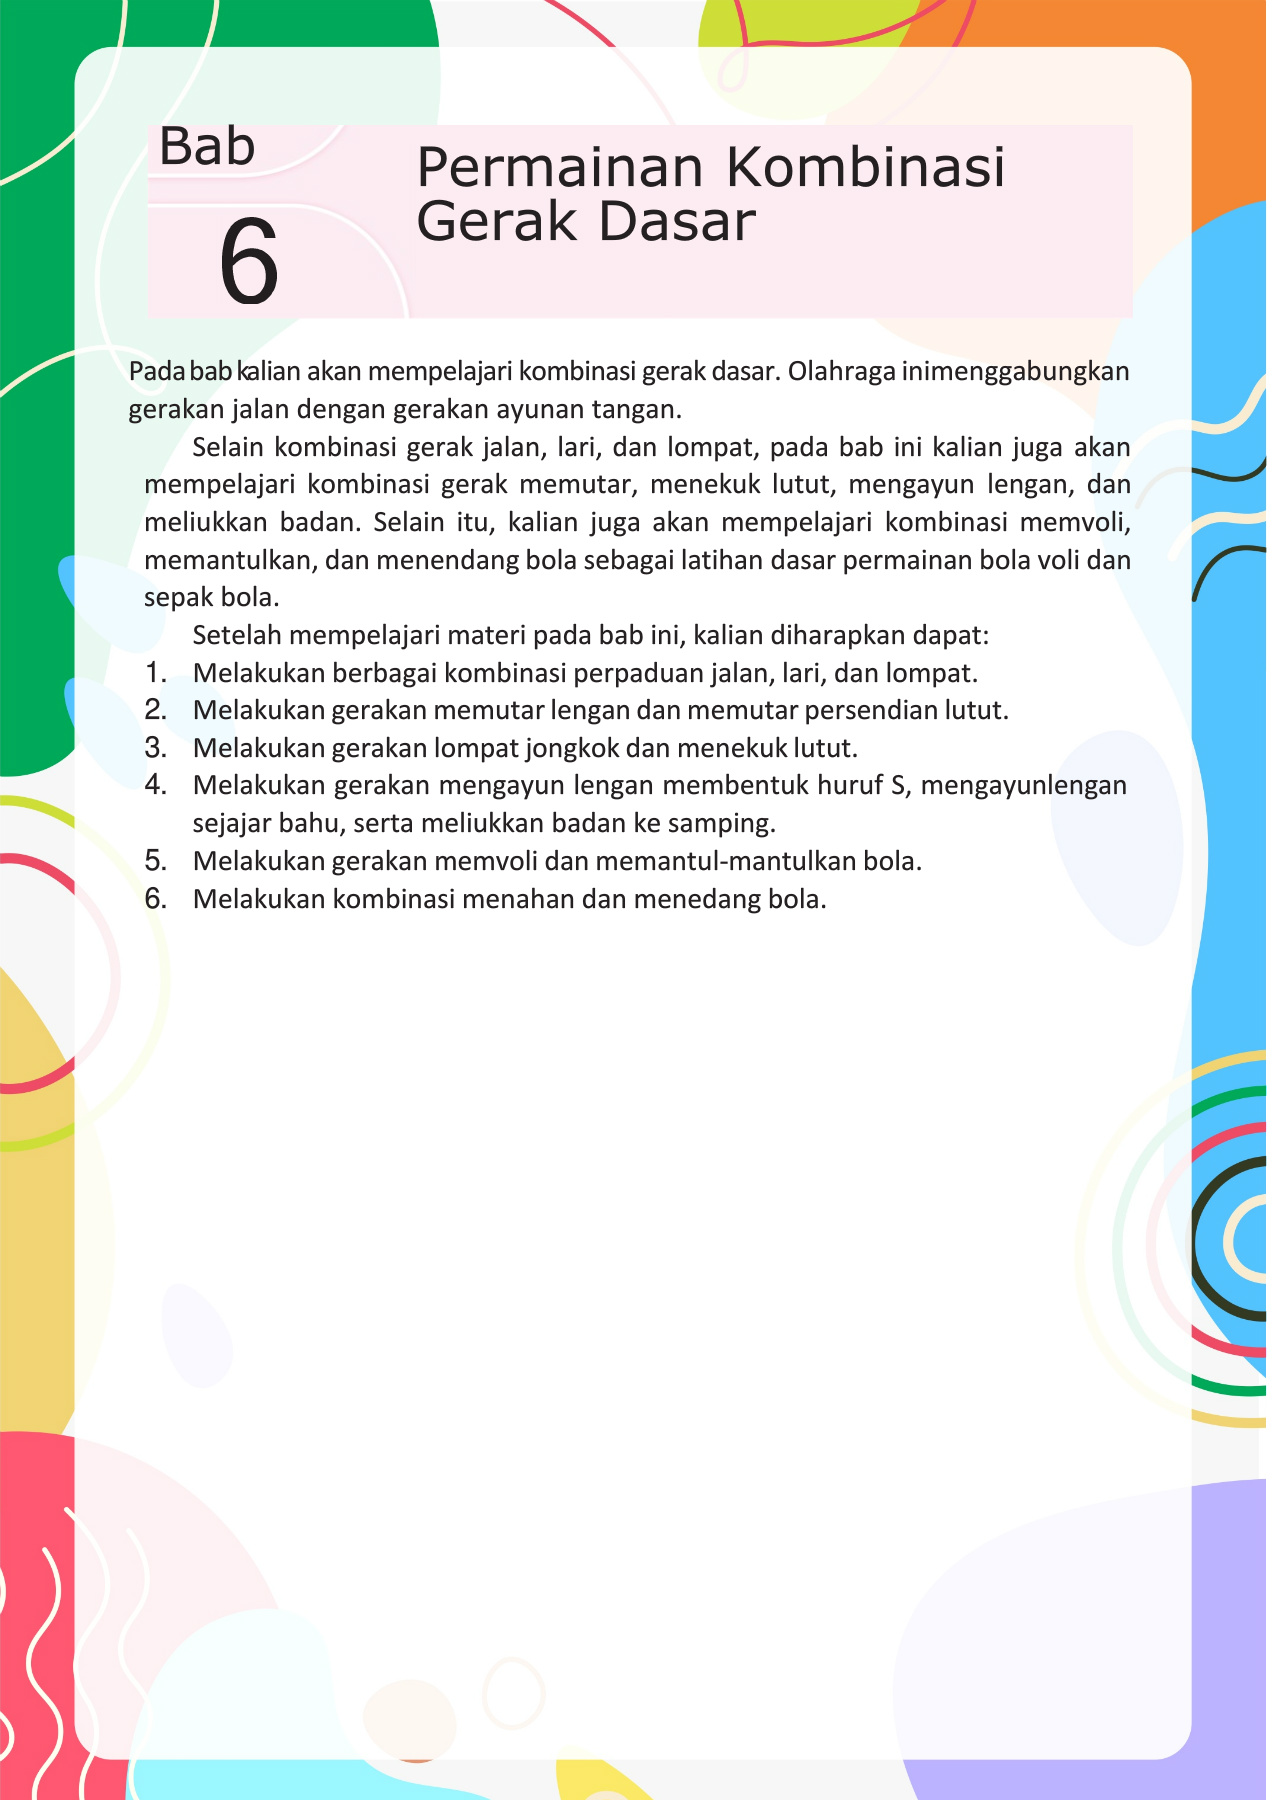 Bab
6
Permainan Kombinasi
Gerak Dasar
Pada bab kalian akan mempelajari kombinasi gerak dasar. Olahraga inimenggabungkan
gerakan jalan dengan gerakan ayunan tangan.
Selain kombinasi gerak jalan, lari, dan lompat, pada bab ini kalian juga akan
mempelajari kombinasi gerak memutar, menekuk lutut, mengayun lengan, dan
meliukkan badan. Selain itu, kalian juga akan mempelajari kombinasi memvoli,
memantulkan, dan menendang bola sebagai latihan dasar permainan bola voli dan
sepak bola.
Setelah mempelajari materi pada bab ini, kalian diharapkan dapat:
1. Melakukan berbagai kombinasi perpaduan jalan, lari, dan lompat.
2. Melakukan gerakan memutar lengan dan memutar persendian lutut.
3. Melakukan gerakan lompat jongkok dan menekuk lutut.
4. Melakukan gerakan mengayun lengan membentuk huruf S, mengayunlengan
sejajar bahu, serta meliukkan badan ke samping.
5. Melakukan gerakan memvoli dan memantul-mantulkan bola.
6. Melakukan kombinasi menahan dan menedang bola.